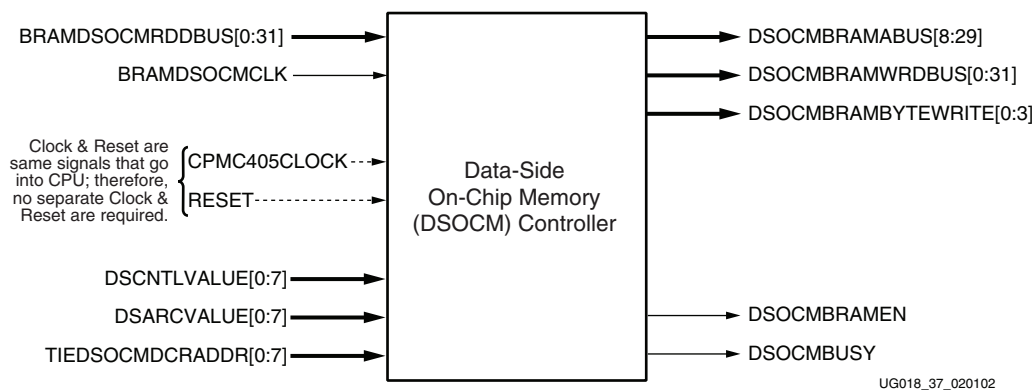 BRAMDSOCMRDDBUS[0:31]
BRAMDSOCMCLK
Clock & Reset are
same signals that go
into CPU; therefore,
no separate Clock &
Reset are required.
CPMC405CLOCK
RESET
DSCNTLVALUE[0:7]
DSARCVALUE[0:7]
TIEDSOCMDCRADDR[0:7]
Data-Side
On-Chip Memory
(DSOCM) Controller
DSOCMBRAMABUS[8:29]
DSOCMBRAMWRDBUS[0:31]
DSOCMBRAMBYTEWRITE[0:3]
DSOCMBRAMEN
DSOCMBUSY
UG018_37_020102